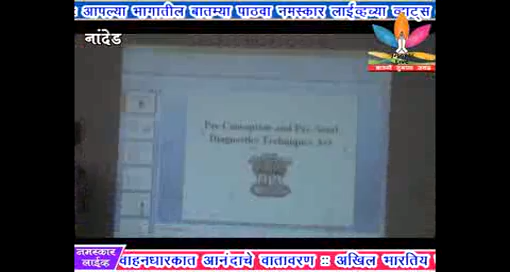 आपल्या भागातील बातम्या पाठवा नमस्कार लाईव्हच्या व्हाट्स
नांदेड
Pre-Conception and Pre-Natal
Diagnostics Techniques Act
नमस्कार
लाईव्ह
वाहनधारकात आनंदाचे वातावरण :: अखिल भारतिय